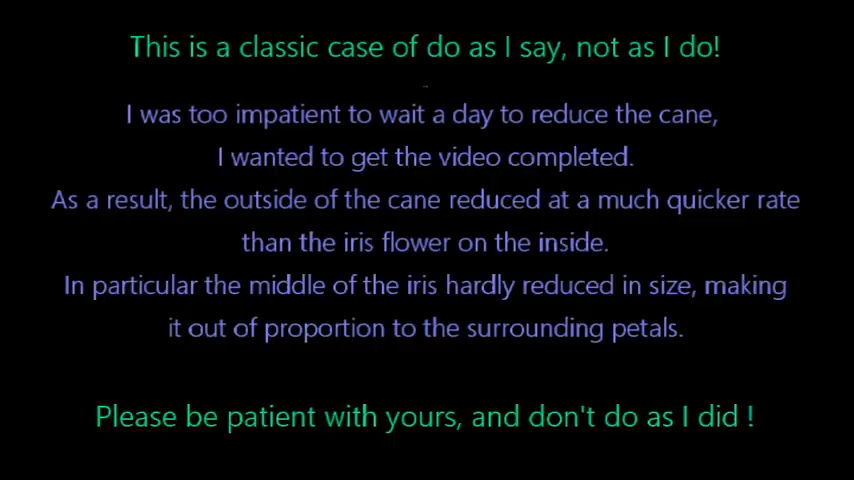 This is a classic case of do as I say, not as I do!
I was too impatient to wait a day to reduce the cane,
I wanted to get the video completed.
As a result, the outside of the cane reduced at a much quicker rate
than the iris flower on the inside.
In particular the middle of the iris hardly reduced in size, making
it out of proportion to the surrounding petals.
Please be patient with yours, and don't do as I did !